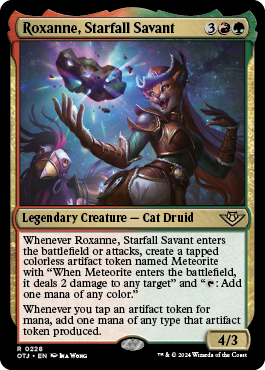 Roxanne, Starfall Savant 3
Legendary Creature — Cat Druid
Whenever Roxanne, Starfall Savant enters
the battlefield or attacks, create a tapped
colorless artifact token named Meteorite
with “When Meteorite enters the battlefield,
it deals 2 damage to any target” and “: Add
one mana of any color.”
Whenever you tap an artifact token for
mana, add one mana of any type that artifact
token produced.
4/3
R 0228
OTJ • EN Ina Wong
™ & © 2024 Wizards of the Coast